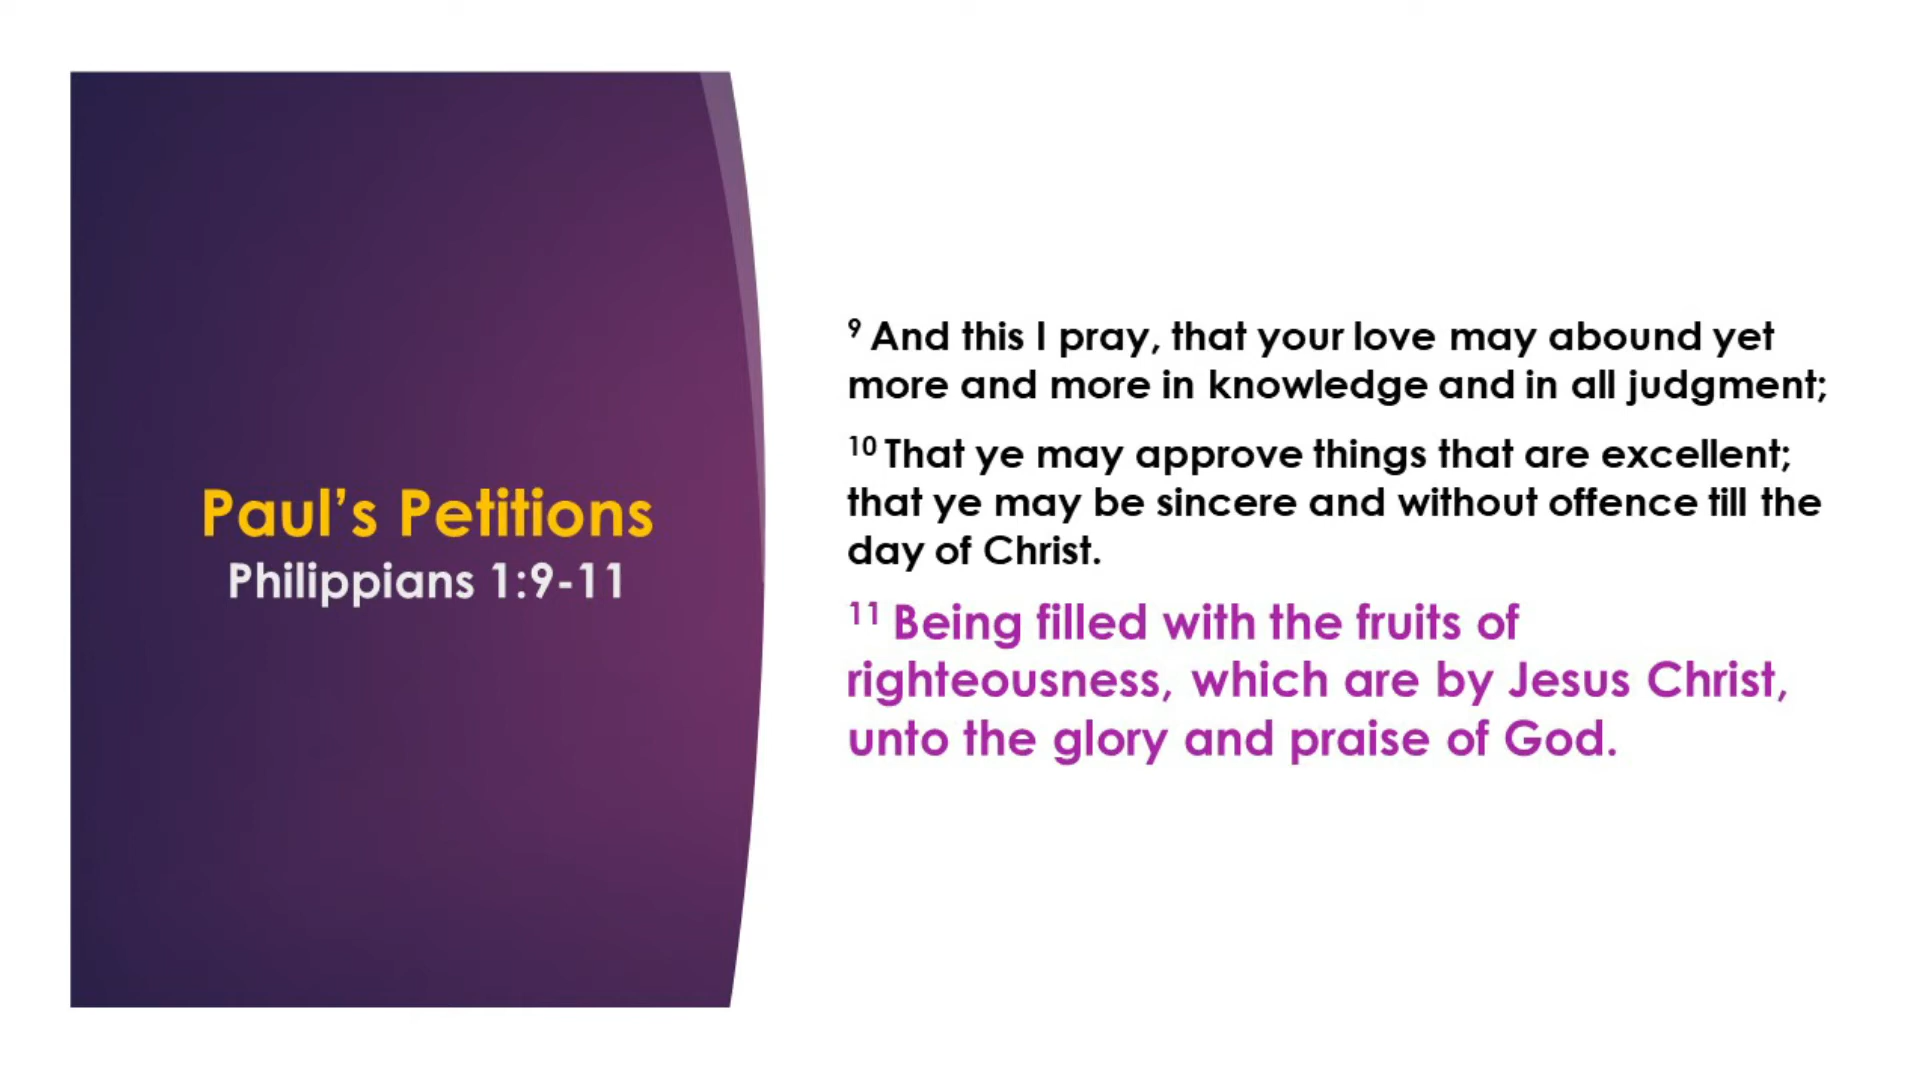 Paul’s Petitions
Philippians 1:9-11
9 And this I pray, that your love may abound yet
more and more in knowledge and in all judgment;
10 That ye may approve things that are excellent;
that ye may be sincere and without offence till the
day of Christ.
11 Being filled with the fruits of
righteousness, which are by Jesus Christ,
unto the glory and praise of God.